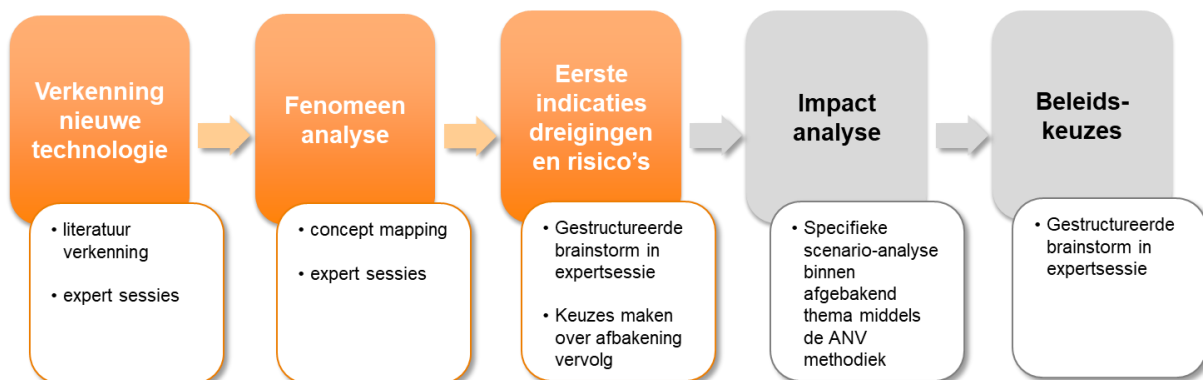 Verkenning
nieuwe
technologie
• literatuur
verkenning
• expert sessies
Fenomeen
analyse
• concept mapping
• expert sessies
Eerste
indicaties
dreigingen
en risico's
• Gestructureerde
brainstorm in
expertsessie
• Keuzes maken
over afbakening
vervolg
Impact
analyse
• Specifieke
scenario-analyse
binnen
afgebakend
thema middels
de ANV
methodiek
Beleids-
keuzes
• Gestructureerde
brainstorm in
expertsessie